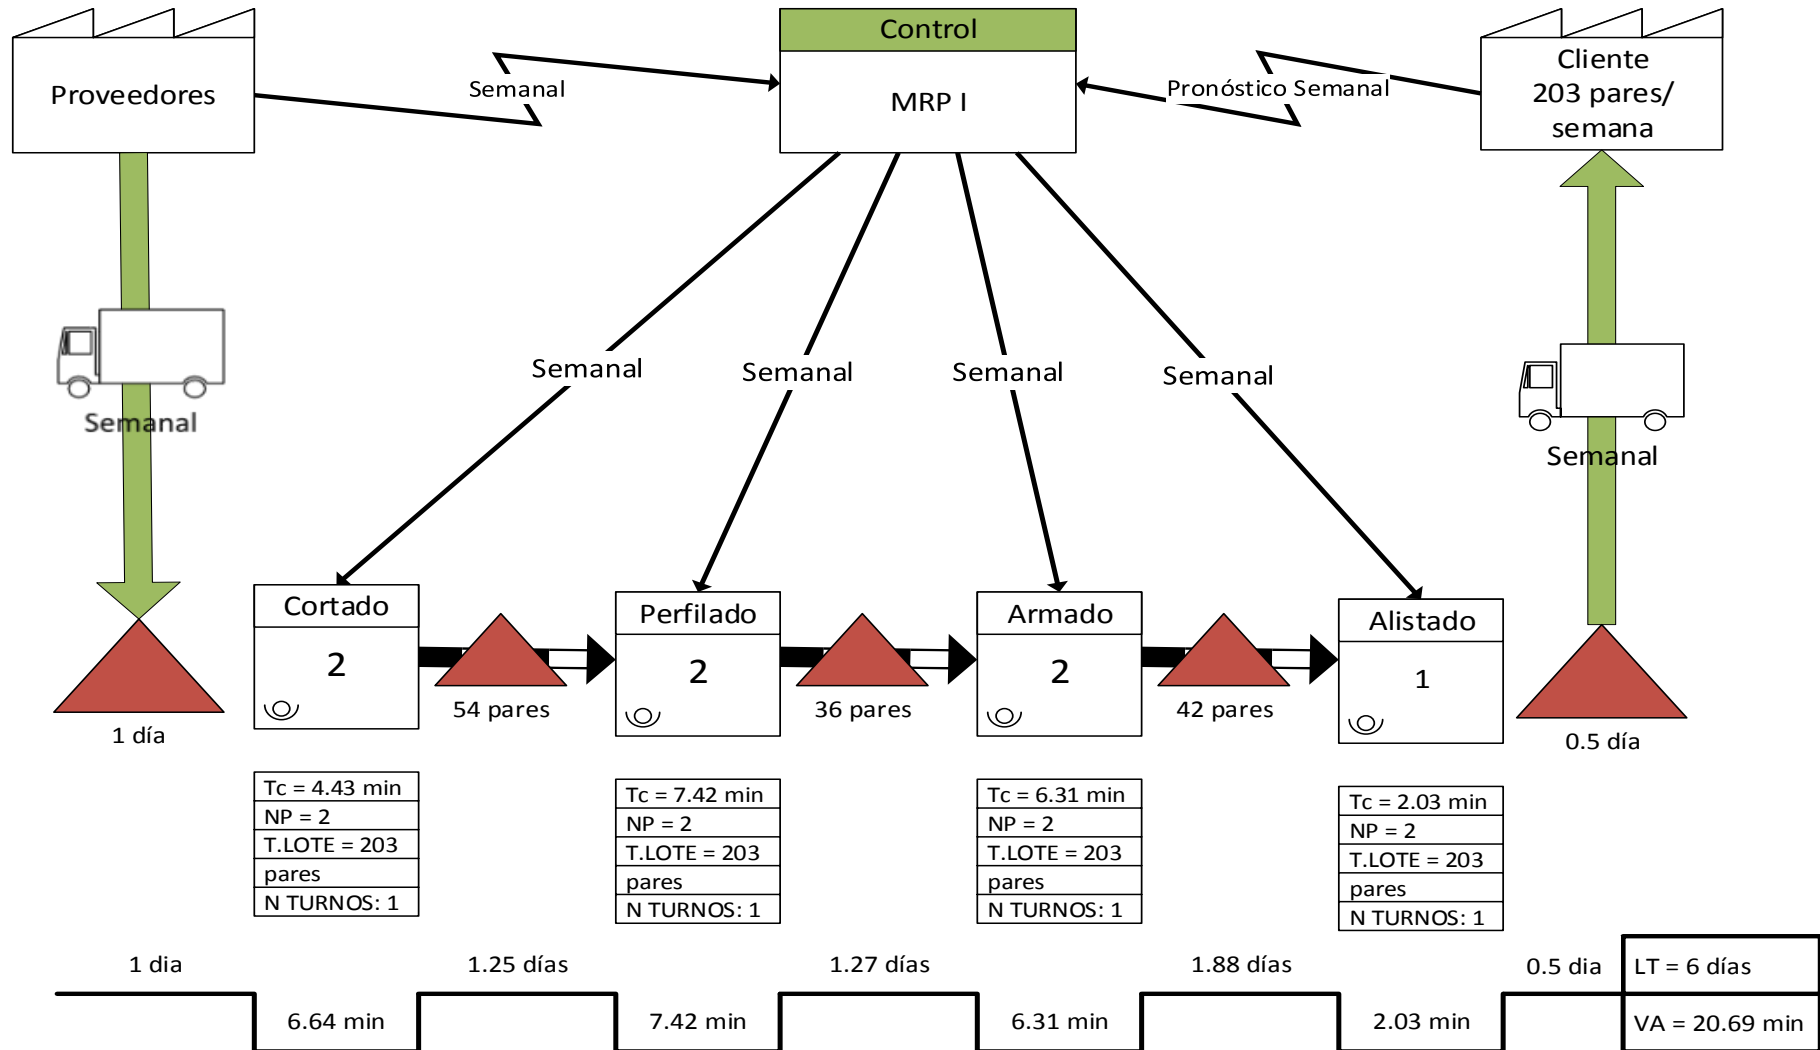 Proveedores
Semanal
Control
MRP I
Pronóstico Semanal
Cliente
203 pares/
semana
Semanal
Semanal
Semanal
Semanal
Semanal
Semanal
Cortado
2
Perfilado
2
Armado
2
Alistado
1
1 día
54 pares
36 pares
42 pares
0.5 día
Tc = 4.43 min
NP = 2
T.LOTE = 203
pares
N TURNOS: 1
Tc = 7.42 min
NP = 2
T.LOTE = 203
pares
N TURNOS: 1
Tc = 6.31 min
NP = 2
T.LOTE = 203
pares
N TURNOS: 1
Tc = 2.03 min
NP = 2
T.LOTE = 203
pares
N TURNOS: 1
1 dia
1.25 días
1.27 días
1.88 días
0.5 dia
LT = 6 días
6.64 min
7.42 min
6.31 min
2.03 min
VA = 20.69 min